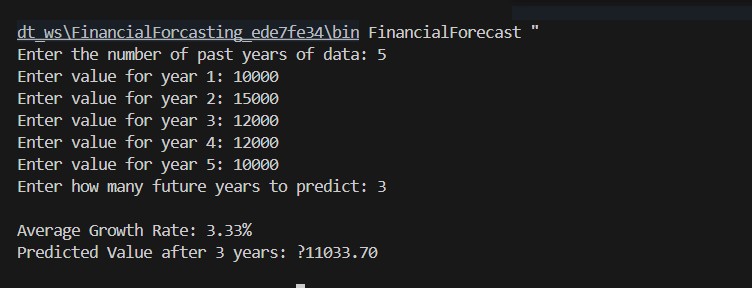 dt_ws\FinancialForcasting_ede7fe34\bin FinancialForecast "
Enter the number of past years of data: 5
Enter value for year 1: 10000
Enter value for year 2: 15000
Enter value for year 3: 12000
Enter value for year 4: 12000
Enter value for year 5: 10000
Enter how many future years to predict: 3
Average Growth Rate: 3.33%
Predicted Value after 3 years: ?11033.70